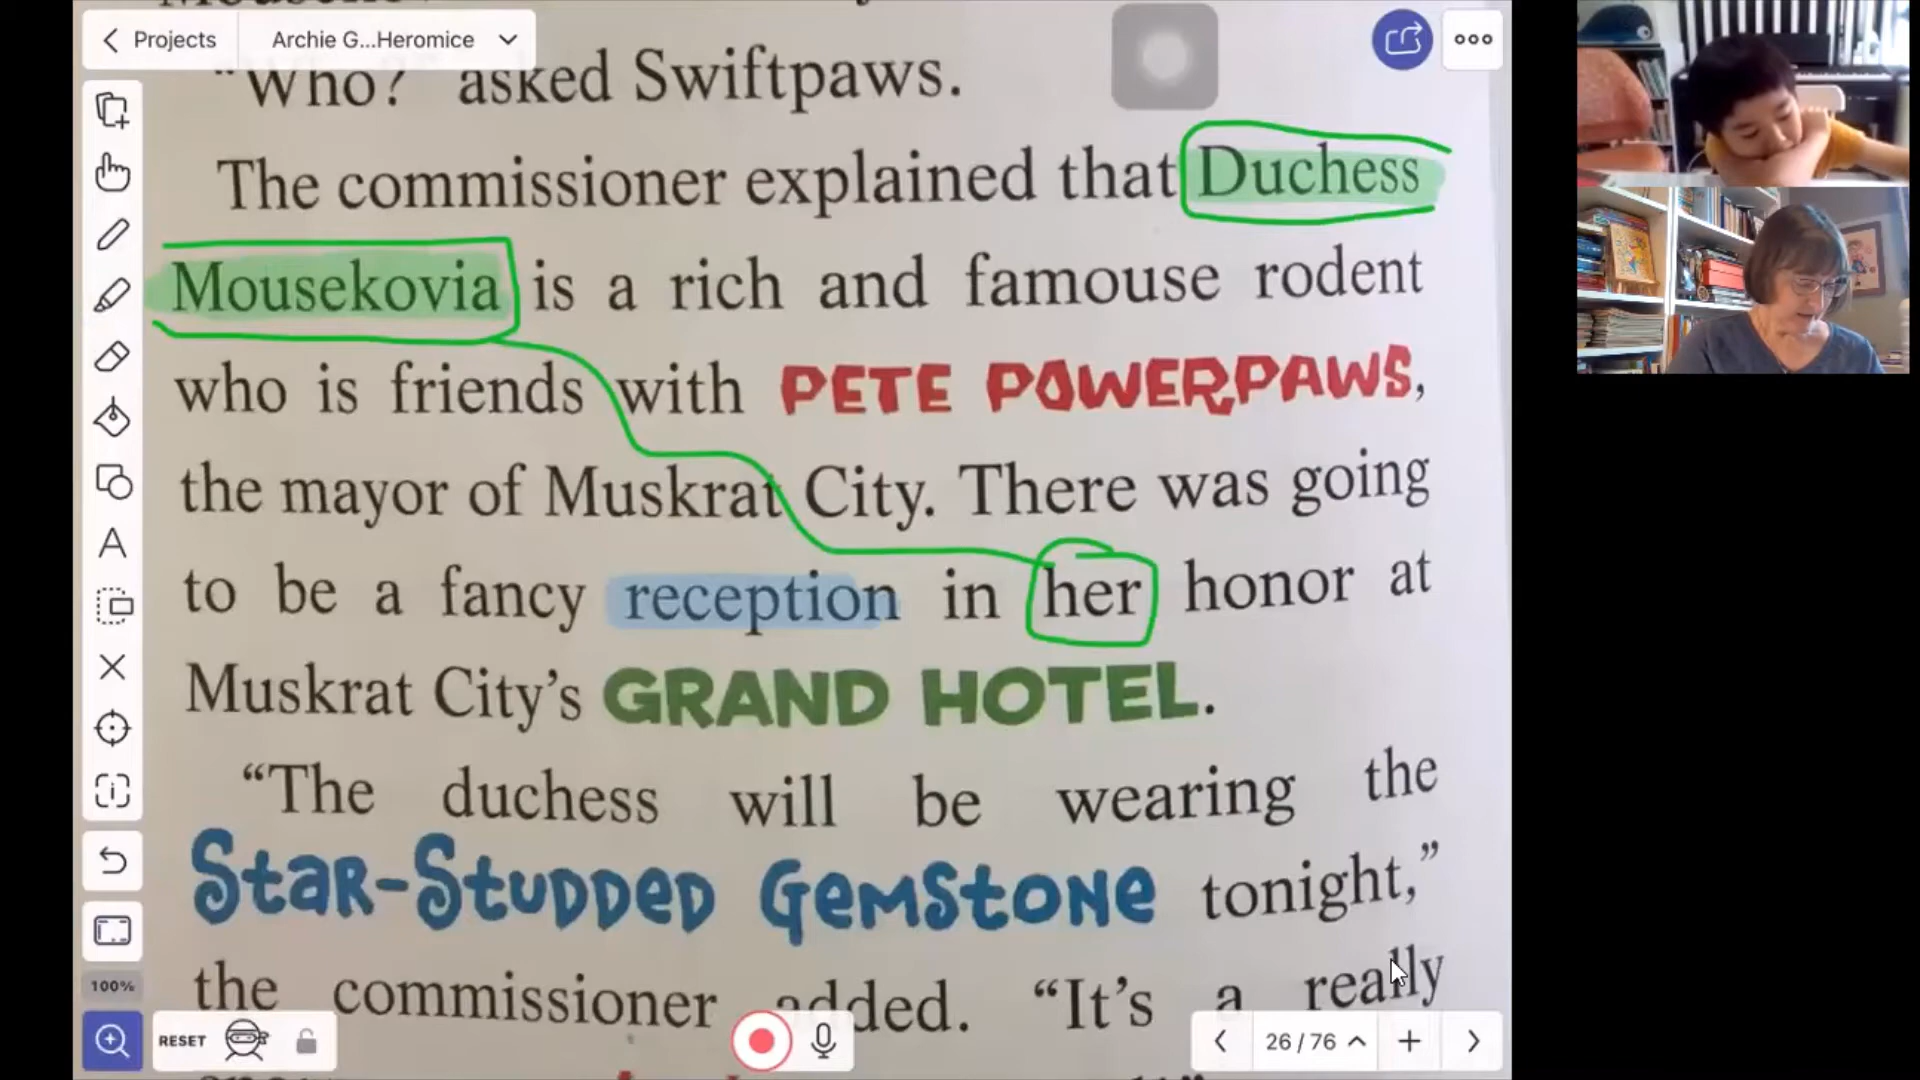 Projects
Archie G...Heromice
"Who?" asked Swiftpaws.
The commissioner explained that Duchess
Mousekovia is a rich and famouse rodent
who is friends with PETE POWERPAWS,
the mayor of Muskrat City. There was going
to be a fancy reception in her honor at
Muskrat City's GRAND HOTEL.
“The duchess will be wearing the
STAR-STUDDED GEMSTONE tonight,”
the commissioner added. “It's a really
100%
RESET
26 / 76